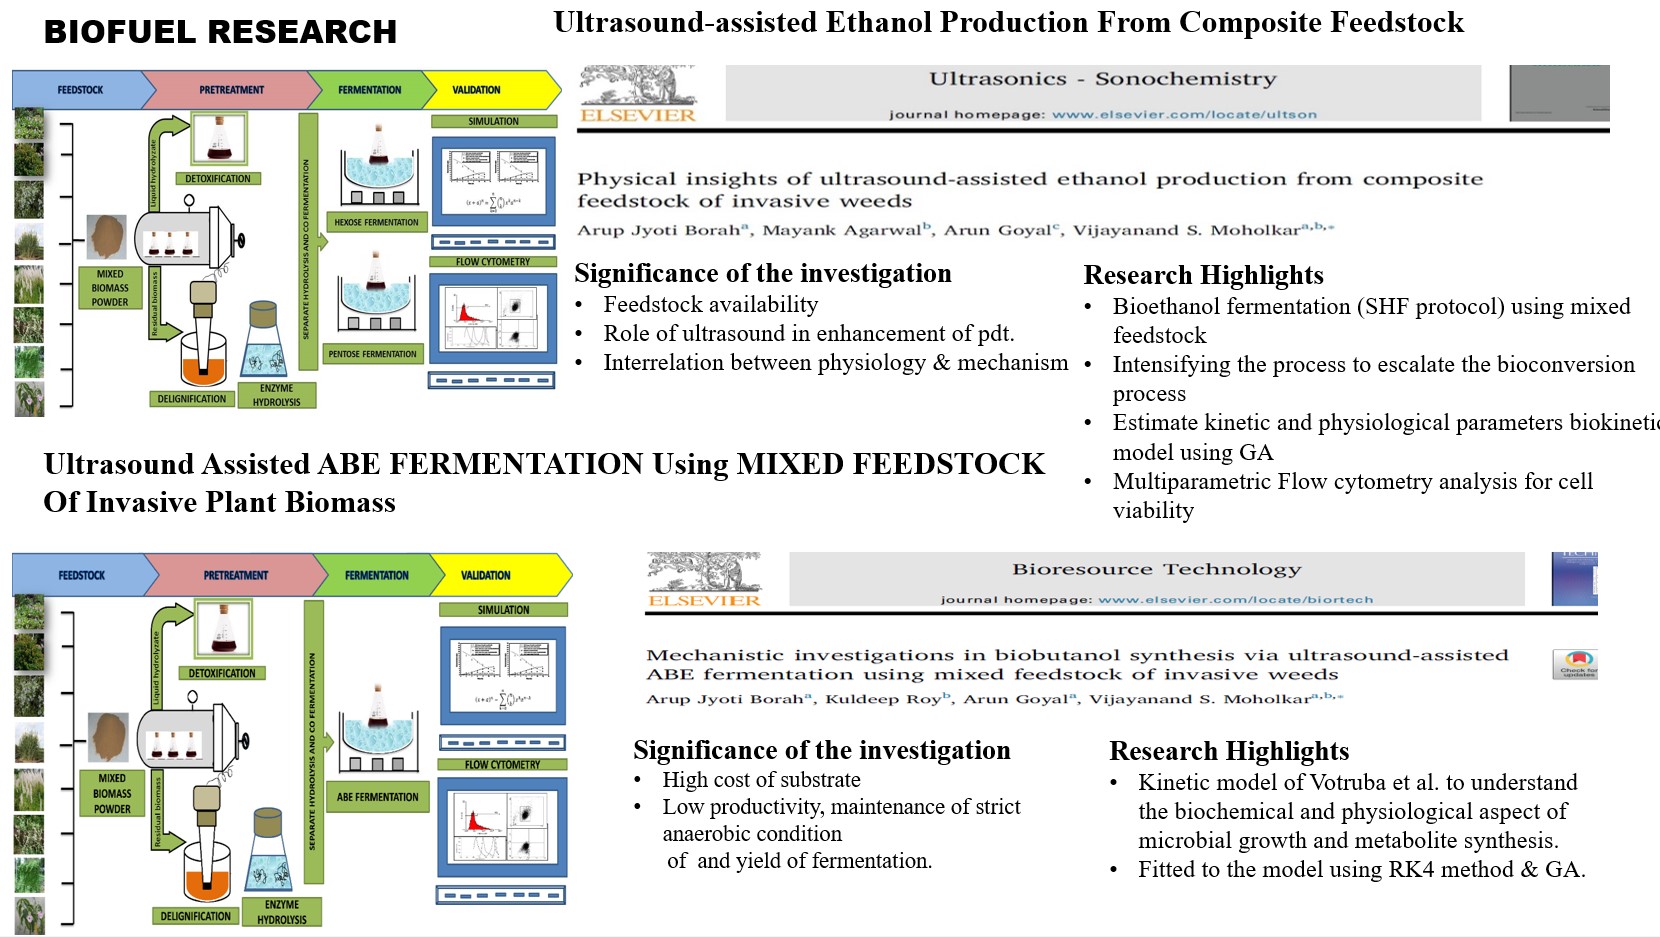 BIOFUEL RESEARCH
Ultrasound-assisted Ethanol Production From Composite Feedstock
FEEDSTOCK
PRETREATMENT
FERMENTATION
VALIDATION
Liquid hydrolyzate
DETOXIFICATION
MIXED
BIOMASS
POWDER
Residual biomass
DELIGNIFICATION
ENZYME
HYDROLYSIS
SEPARATE HYDROLYSIS AND CO FERMENTATION
HEXOSE FERMENTATION
PENTOSE FERMENTATION
SIMULATION
FLOW CYTOMETRY
ELSEVIER
Ultrasonics - Sonochemistry
journal homepage: www.elsevier.com/locate/ultson
Physical insights of ultrasound-assisted ethanol production from composite
feedstock of invasive weeds
Arup Jyoti Borahᵃ, Mayank Agarwalᵇ, Arun Goyalᶜ, Vijayanand S. Moholkarᵃ,ᵇ,*
Significance of the investigation
• Feedstock availability
• Role of ultrasound in enhancement of pdt.
• Interrelation between physiology & mechanism
Research Highlights
• Bioethanol fermentation (SHF protocol) using mixed
feedstock
• Intensifying the process to escalate the bioconversion
process
• Estimate kinetic and physiological parameters biokinetic
model using GA
• Multiparametric Flow cytometry analysis for cell
viability
Ultrasound Assisted ABE FERMENTATION Using MIXED FEEDSTOCK
Of Invasive Plant Biomass
FEEDSTOCK
PRETREATMENT
FERMENTATION
VALIDATION
Liquid hydrolyzate
DETOXIFICATION
MIXED
BIOMASS
POWDER
Residual biomass
DELIGNIFICATION
ENZYME
HYDROLYSIS
SEPARATE HYDROLYSIS AND CO FERMENTATION
ABE FERMENTATION
SIMULATION
FLOW CYTOMETRY
ELSEVIER
Bioresource Technology
journal homepage: www.elsevier.com/locate/biortech
Mechanistic investigations in biobutanol synthesis via ultrasound-assisted
ABE fermentation using mixed feedstock of invasive weeds
Check for
updates
Arup Jyoti Borahᵃ, Kuldeep Royᵇ, Arun Goyalᵃ, Vijayanand S. Moholkarᵃ,ᵇ,*
Significance of the investigation
• High cost of substrate
• Low productivity, maintenance of strict
anaerobic condition
of and yield of fermentation.
Research Highlights
• Kinetic model of Votruba et al. to understand
the biochemical and physiological aspect of
microbial growth and metabolite synthesis.
• Fitted to the model using RK4 method & GA.